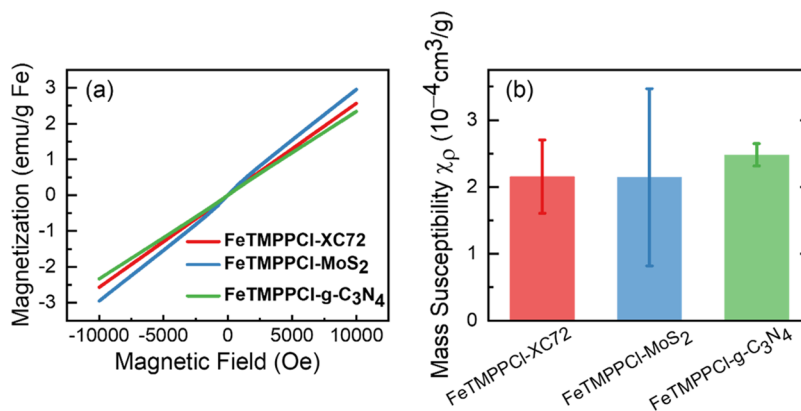 (a)
Magnetization (emu/g Fe)
3
2
1
0
-1
-2
-3
FeTMPPCl-XC72
FeTMPPCl-MoS₂
FeTMPPCl-g-C₃N₄
-10000 -5000 0 5000 10000
Magnetic Field (Oe)
(b)
Mass Susceptibility χρ (10⁻⁴cm³/g)
3
2
1
0
FeTMPPCl-XC72
FeTMPPCl-MoS₂
FeTMPPCl-g-C₃N₄